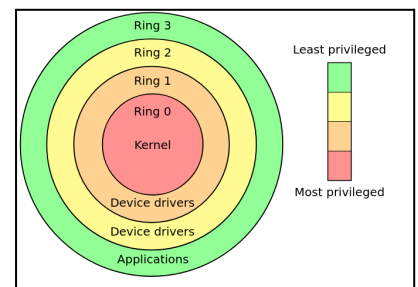 Ring 3
Ring 2
Ring 1
Ring 0
Kernel
Device drivers
Device drivers
Applications
Least privileged
Most privileged